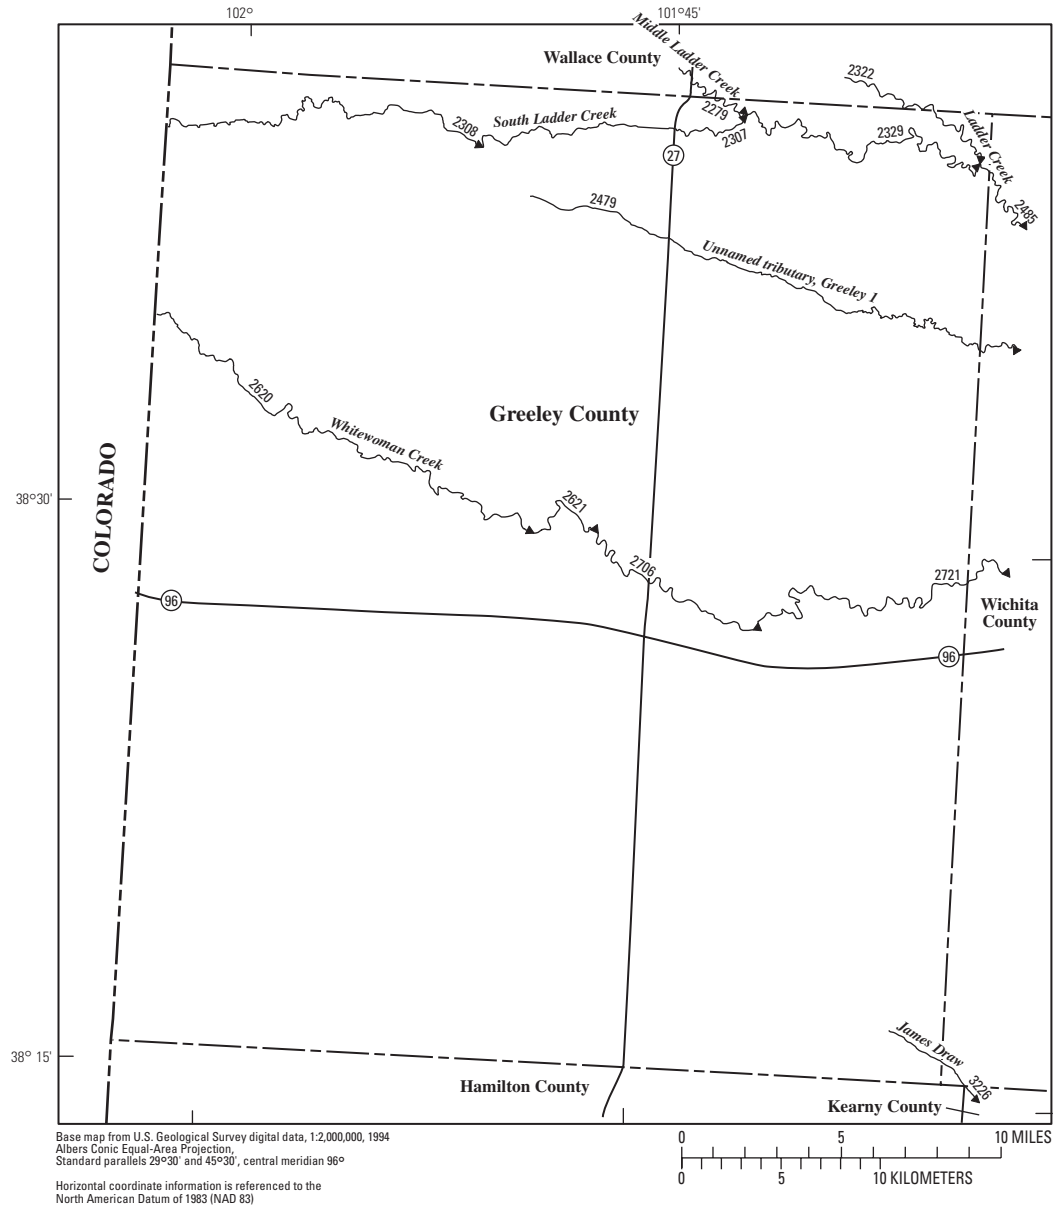 102°
101°45'
Middle Ladder Creek
Wallace County
2322
2279
South Ladder Creek
2308
2307
2329
Ladder Creek
27
2485
2479
Unnamed tributary, Greeley 1
2620
Greeley County
Whitewoman Creek
COLORADO
38°30'
2621
2706
2721
Wichita
County
96
96
James Draw
38° 15'
3226
Hamilton County
Kearny County
Base map from U.S. Geological Survey digital data, 1:2,000,000, 1994
Albers Conic Equal-Area Projection,
Standard parallels 29°30' and 45°30', central meridian 96°
Horizontal coordinate information is referenced to the
North American Datum of 1983 (NAD 83)
0 5 10 MILES
0 5 10 KILOMETERS